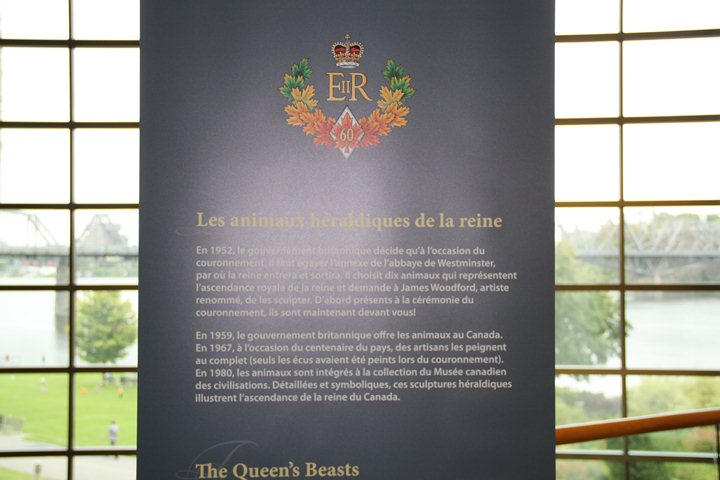 EIIR
60
Les animaux héraldiques de la reine
En 1952, le gouvernement britannique décide qu'à l'occasion du
couronnement, il faut égayer l'annexe de l'abbaye de Westminster,
par où la reine entrera et sortira. Il choisit dix animaux qui représentent
l'ascendance royale de la reine et demande à James Woodford, artiste
renommé, de les sculpter. D'abord présents à la cérémonie du
couronnement, ils sont maintenant devant vous!
En 1959, le gouvernement britannique offre les animaux au Canada.
En 1967, à l'occasion du centenaire du pays, des artisans les peignent
au complet (seuls les écus avaient été peints lors du couronnement).
En 1980, les animaux sont intégrés à la collection du Musée canadien
des civilisations. Détaillées et symboliques, ces sculptures héraldiques
illustrent l'ascendance de la reine du Canada.
The Queen's Beasts